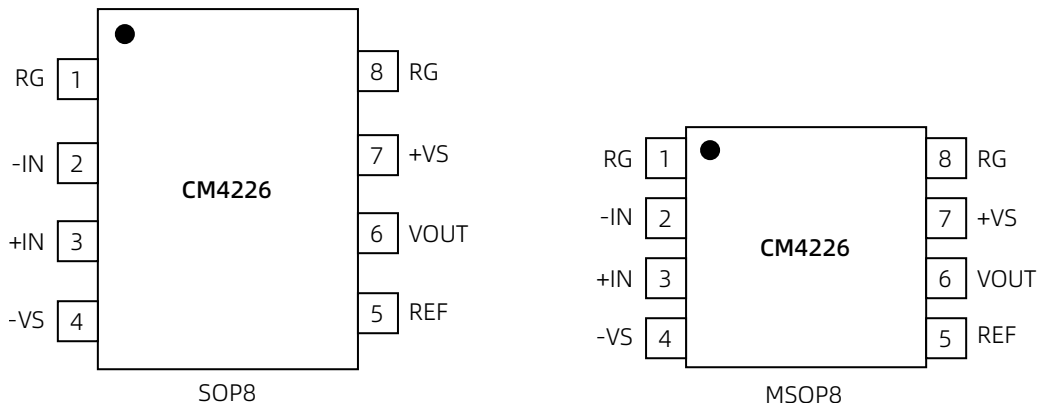 RG 1 8 RG
-IN 2 7 +VS
CM4226
+IN 3 6 VOUT
-VS 4 5 REF
SOP8
RG 1 8 RG
-IN 2 7 +VS
CM4226
+IN 3 6 VOUT
-VS 4 5 REF
MSOP8